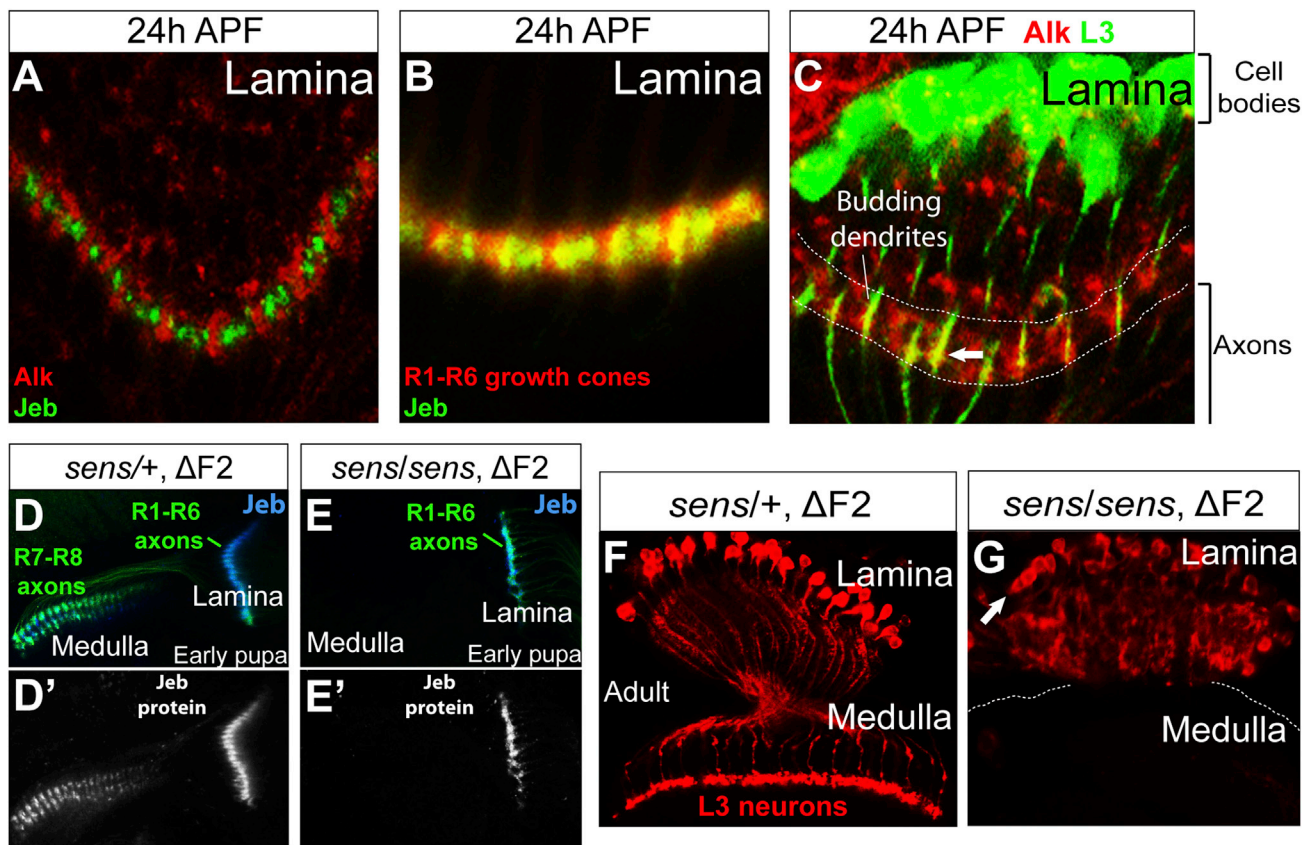 24h APF
A
Lamina
Alk
Jeb
24h APF
B
Lamina
R1-R6 growth cones
Jeb
24h APF Alk L3
C
Lamina
Cell
bodies
Budding
dendrites
Axons
sens/+, ΔF2
D
Jeb
R1-R6
axons
R7-R8
axons
Lamina
Medulla
Early pupa
D'
Jeb
protein
sens/sens, ΔF2
E
Jeb
R1-R6
axons
Lamina
Medulla
Early pupa
E'
Jeb
protein
sens/+, ΔF2
F
Lamina
Adult
Medulla
L3 neurons
sens/sens, ΔF2
G
Lamina
Medulla